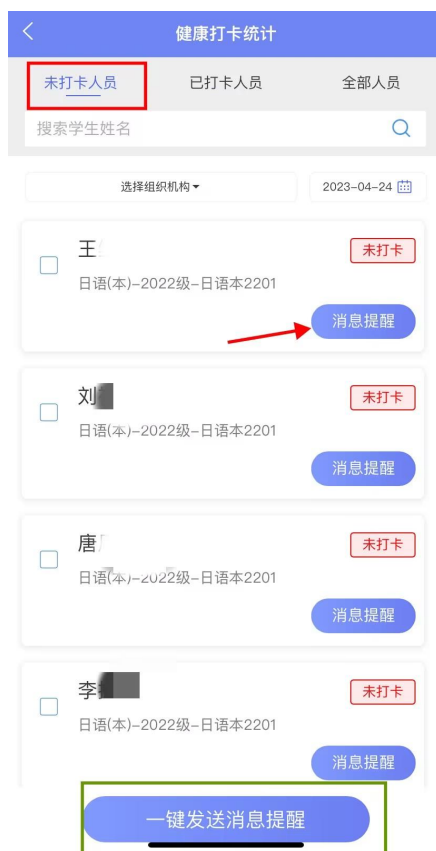 健康打卡统计
未打卡人员 已打卡人员 全部人员
搜索学生姓名
选择组织机构 2023-04-24
王 未打卡
日语(本)-2022级-日语本2201
消息提醒
刘 未打卡
日语(本)-2022级-日语本2201
消息提醒
唐 未打卡
日语(本)-2022级-日语本2201
消息提醒
李 未打卡
日语(本)-2022级-日语本2201
消息提醒
一键发送消息提醒